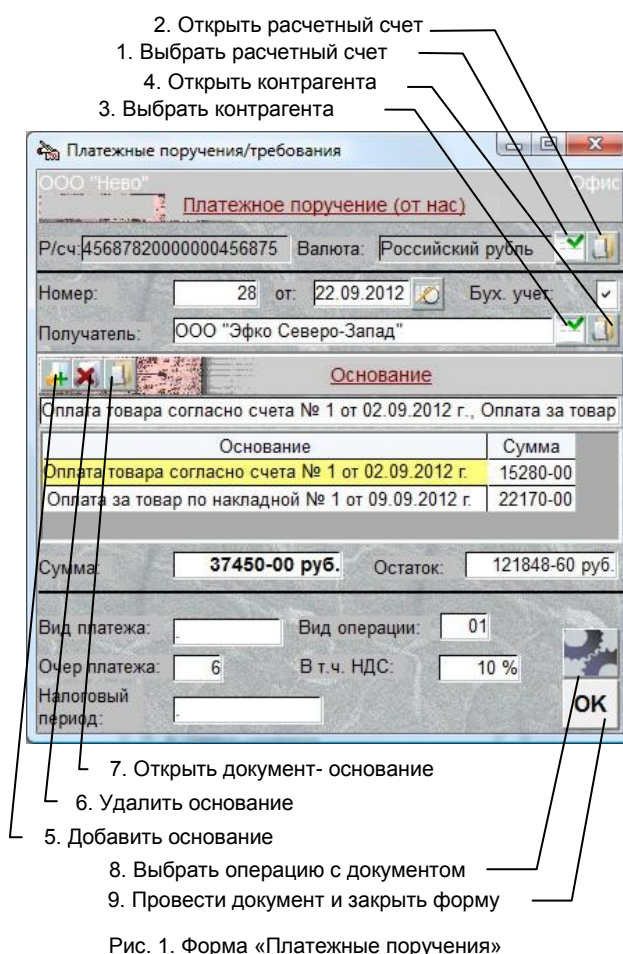 2. Открыть расчетный счет
1. Выбрать расчетный счет
4. Открыть контрагента
3. Выбрать контрагента
Платежные поручения/требования
ООО "Нево" Офис
Платежное поручение (от нас)
Р/сч: 45687820000000456875 Валюта: Российский рубль
Номер: 28 от: 22.09.2012 Бух. учет:
Получатель: ООО "Эфко Северо-Запад"
Основание
Оплата товара согласно счета № 1 от 02.09.2012 г., Оплата за товар
Основание Сумма
Оплата товара согласно счета № 1 от 02.09.2012 г. 15280-00
Оплата за товар по накладной № 1 от 09.09.2012 г. 22170-00
Сумма: 37450-00 руб. Остаток: 121848-60 руб.
Вид платежа: . Вид операции: 01
Очер платежа: 6 В т.ч. НДС: 10 %
Налоговый
период: . OK
7. Открыть документ- основание
6. Удалить основание
5. Добавить основание
8. Выбрать операцию с документом
9. Провести документ и закрыть форму
Рис. 1. Форма «Платежные поручения»